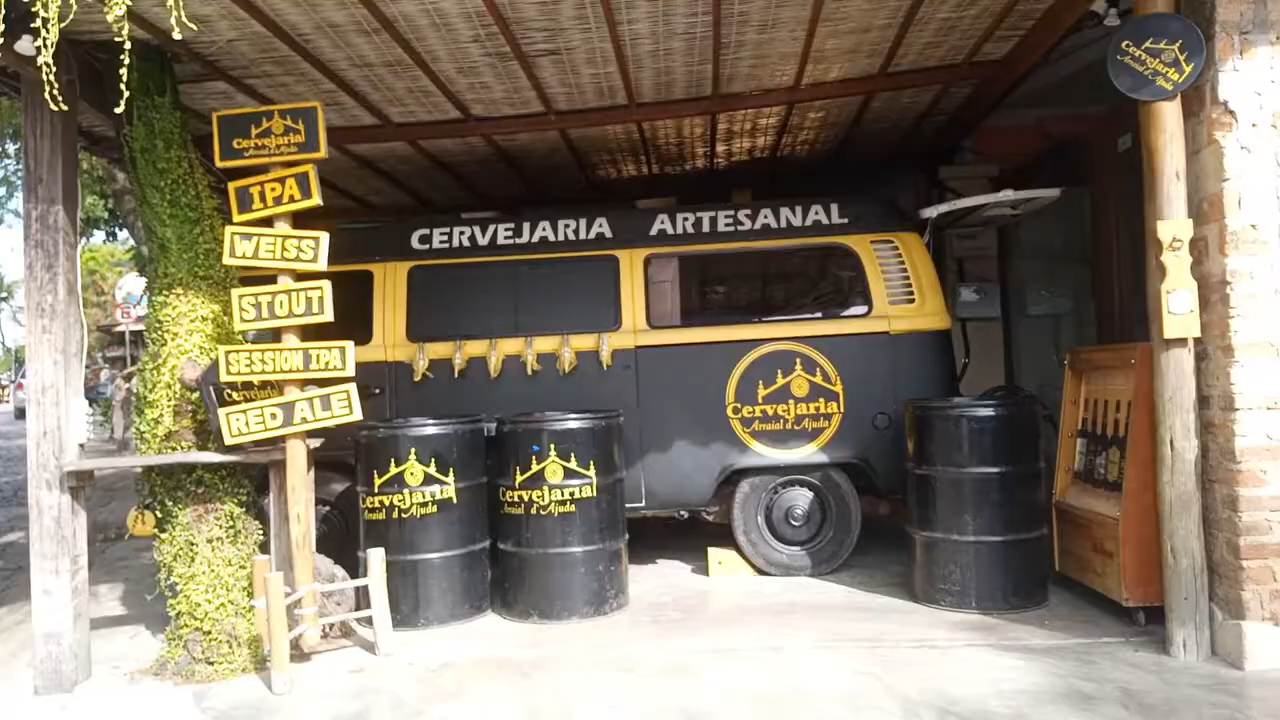 Cervejaria
Arraial d'Ajuda
IPA
WEISS
STOUT
SESSION IPA
Cervejaria
RED ALE
CERVEJARIA ARTESANAL
Cervejaria
Arraial d'Ajuda
Cervejaria
Arraial d'Ajuda
Cervejaria
Arraial d'Ajuda
Cervejaria
Arraial d'Ajuda
E